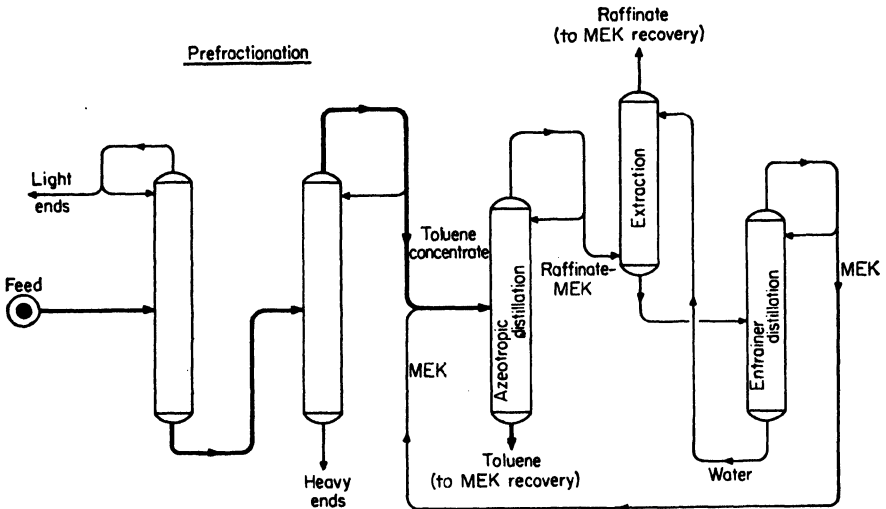 Prefroctionation
Raffinate
(to MEK recovery)
Light
ends
Feed
Heavy
ends
Toluene
concentrate
MEK
Azeotropic
distillation
Toluene
(to MEK recovery)
Raffinate-
MEK
Extraction
Entrainer
distillation
Water
MEK